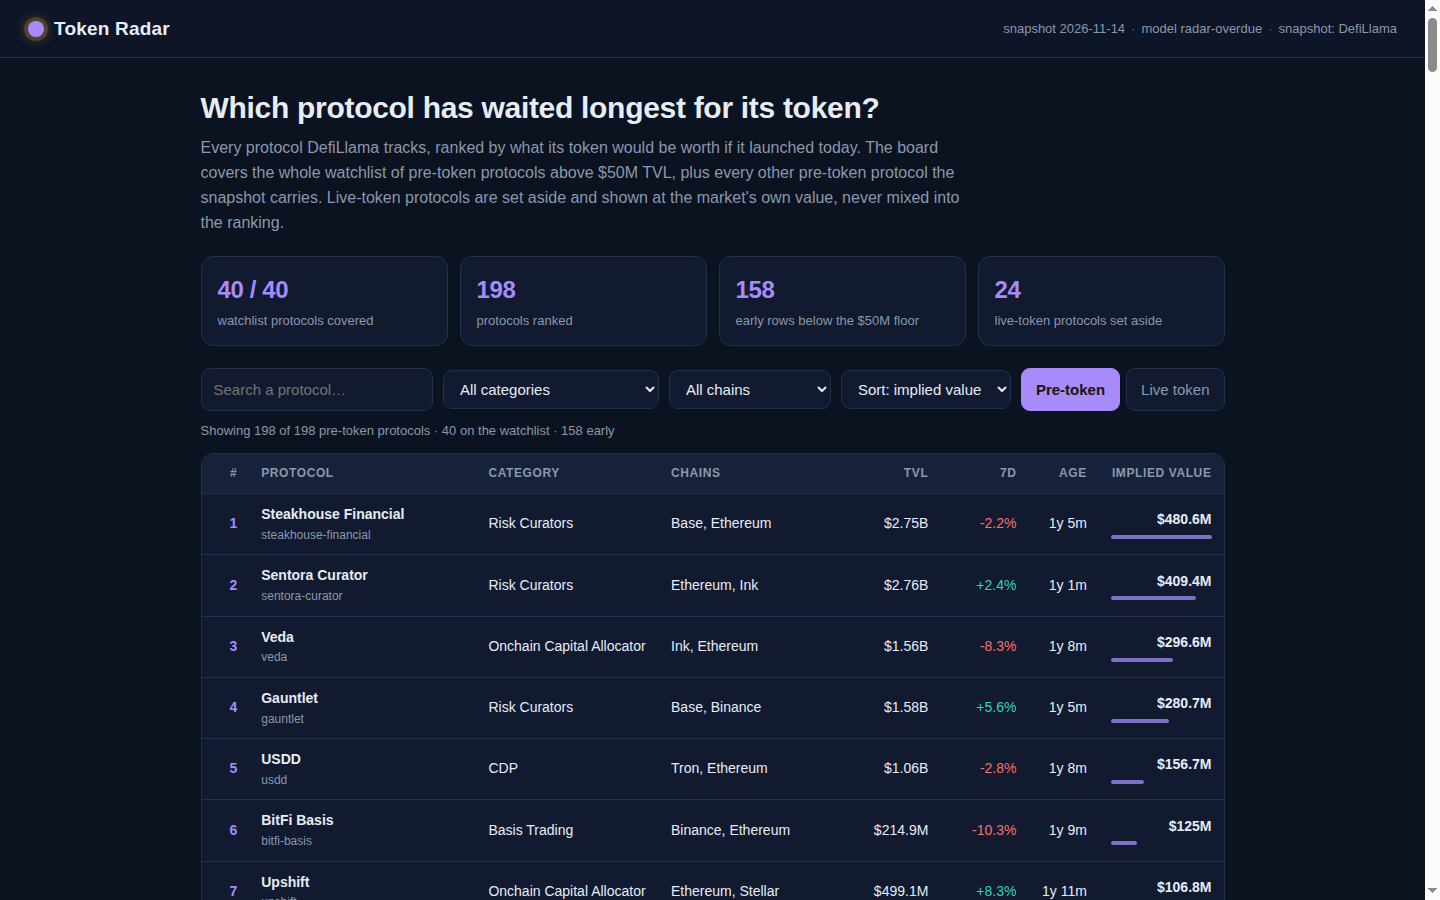 Token Radar
snapshot 2026-11-14 · model radar-overdue · snapshot: DefiLlama
Which protocol has waited longest for its token?
Every protocol DefiLlama tracks, ranked by what its token would be worth if it launched today. The board
covers the whole watchlist of pre-token protocols above $50M TVL, plus every other pre-token protocol the
snapshot carries. Live-token protocols are set aside and shown at the market's own value, never mixed into
the ranking.
40 / 40
watchlist protocols covered
198
protocols ranked
158
early rows below the $50M floor
24
live-token protocols set aside
Search a protocol…
All categories
All chains
Sort: implied value
Pre-token
Live token
Showing 198 of 198 pre-token protocols · 40 on the watchlist · 158 early
# PROTOCOL CATEGORY CHAINS TVL 7D AGE IMPLIED VALUE
1 Steakhouse Financial Risk Curators Base, Ethereum $2.75B -2.2% 1y 5m $480.6M
steakhouse-financial
2 Sentora Curator Risk Curators Ethereum, Ink $2.76B +2.4% 1y 1m $409.4M
sentora-curator
3 Veda Onchain Capital Allocator Ink, Ethereum $1.56B -8.3% 1y 8m $296.6M
veda
4 Gauntlet Risk Curators Base, Binance $1.58B +5.6% 1y 5m $280.7M
gauntlet
5 USDD CDP Tron, Ethereum $1.06B -2.8% 1y 8m $156.7M
usdd
6 BitFi Basis Basis Trading Binance, Ethereum $214.9M -10.3% 1y 9m $125M
bitfi-basis
7 Upshift Onchain Capital Allocator Ethereum, Stellar $499.1M +8.3% 1y 11m $106.8M